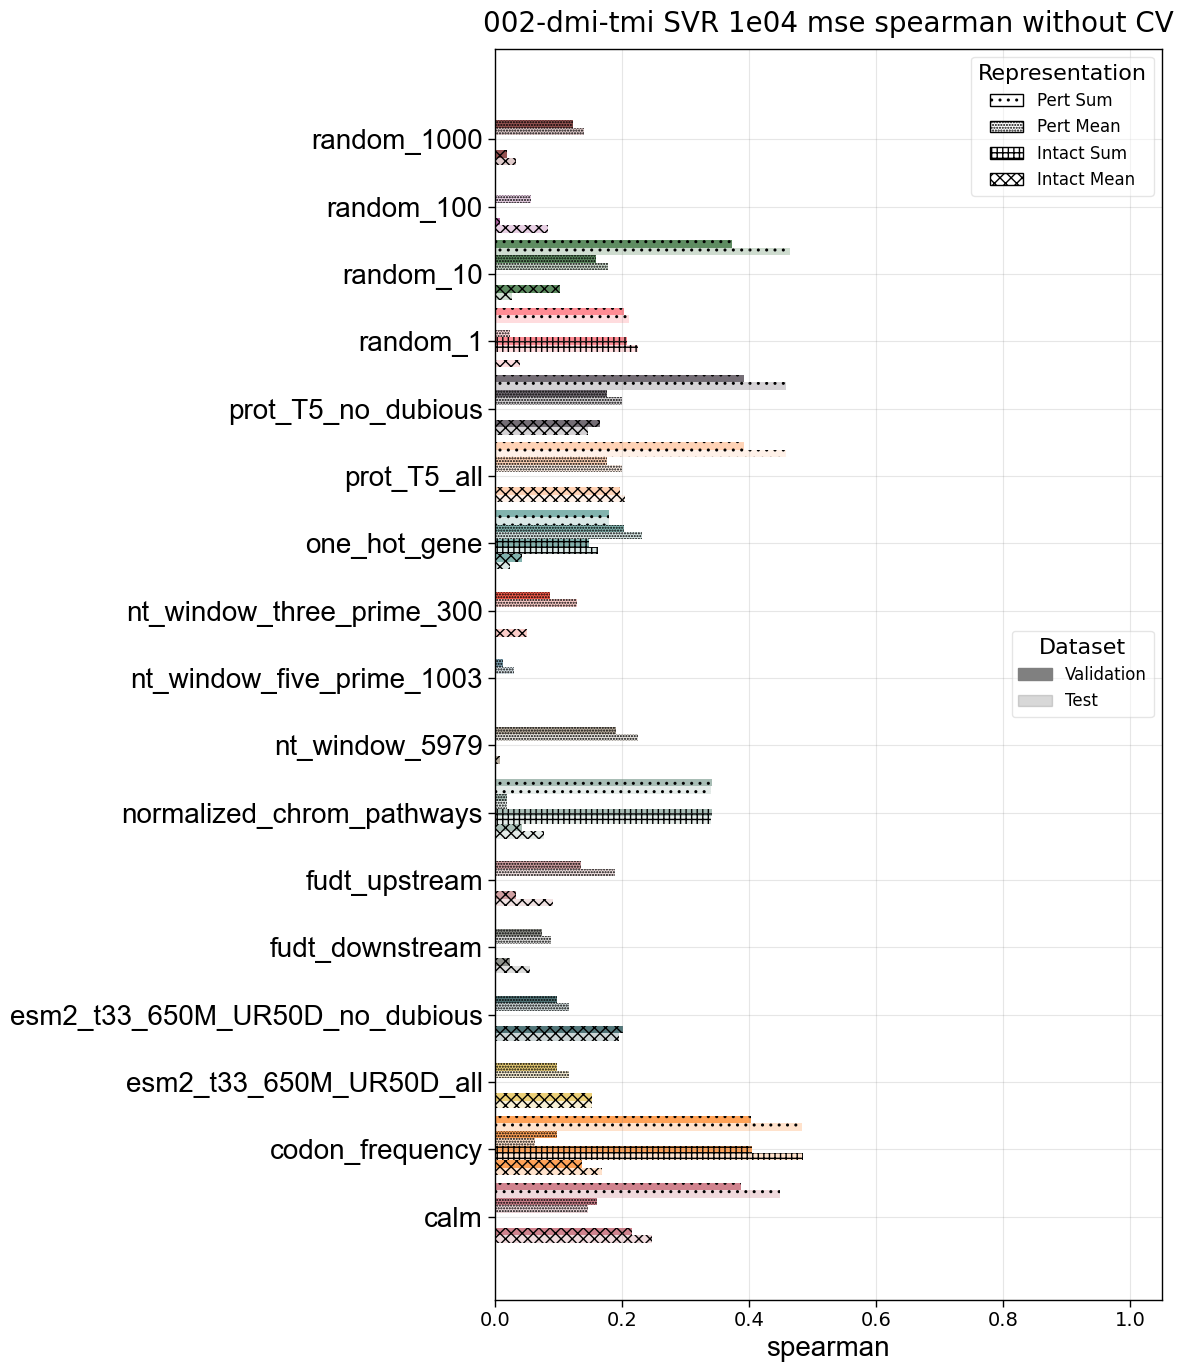 002-dmi-tmi SVR 1e04 mse spearman without CV
Representation
Pert Sum
Pert Mean
Intact Sum
Intact Mean
random_1000
random_100
random_10
random_1
prot_T5_no_dubious
prot_T5_all
one_hot_gene
nt_window_three_prime_300
nt_window_five_prime_1003
nt_window_5979
normalized_chrom_pathways
fudt_upstream
fudt_downstream
esm2_t33_650M_UR50D_no_dubious
esm2_t33_650M_UR50D_all
codon_frequency
calm
Dataset
Validation
Test
0.0 0.2 0.4 0.6 0.8 1.0
spearman